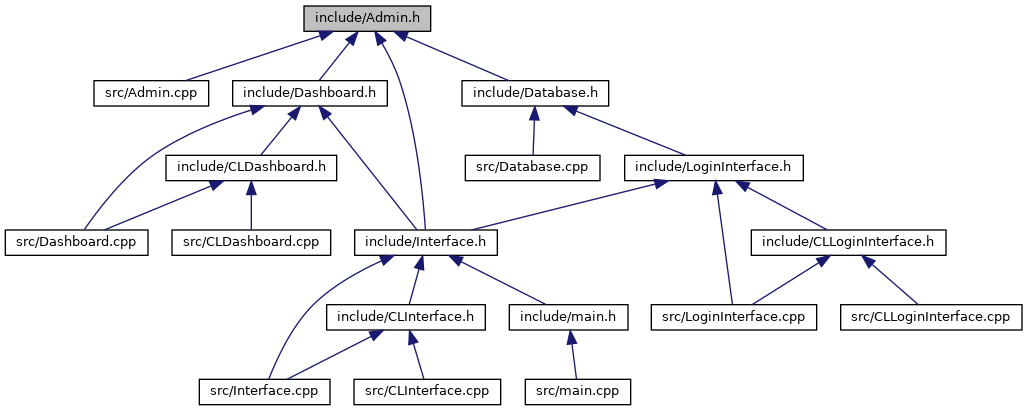 include/Admin.h
src/Admin.cpp
include/Dashboard.h
include/Database.h
include/CLDashboard.h
src/Database.cpp
include/LoginInterface.h
src/Dashboard.cpp
src/CLDashboard.cpp
include/Interface.h
include/CLLoginInterface.h
include/CLInterface.h
include/main.h
src/LoginInterface.cpp
src/CLLoginInterface.cpp
src/Interface.cpp
src/CLInterface.cpp
src/main.cpp